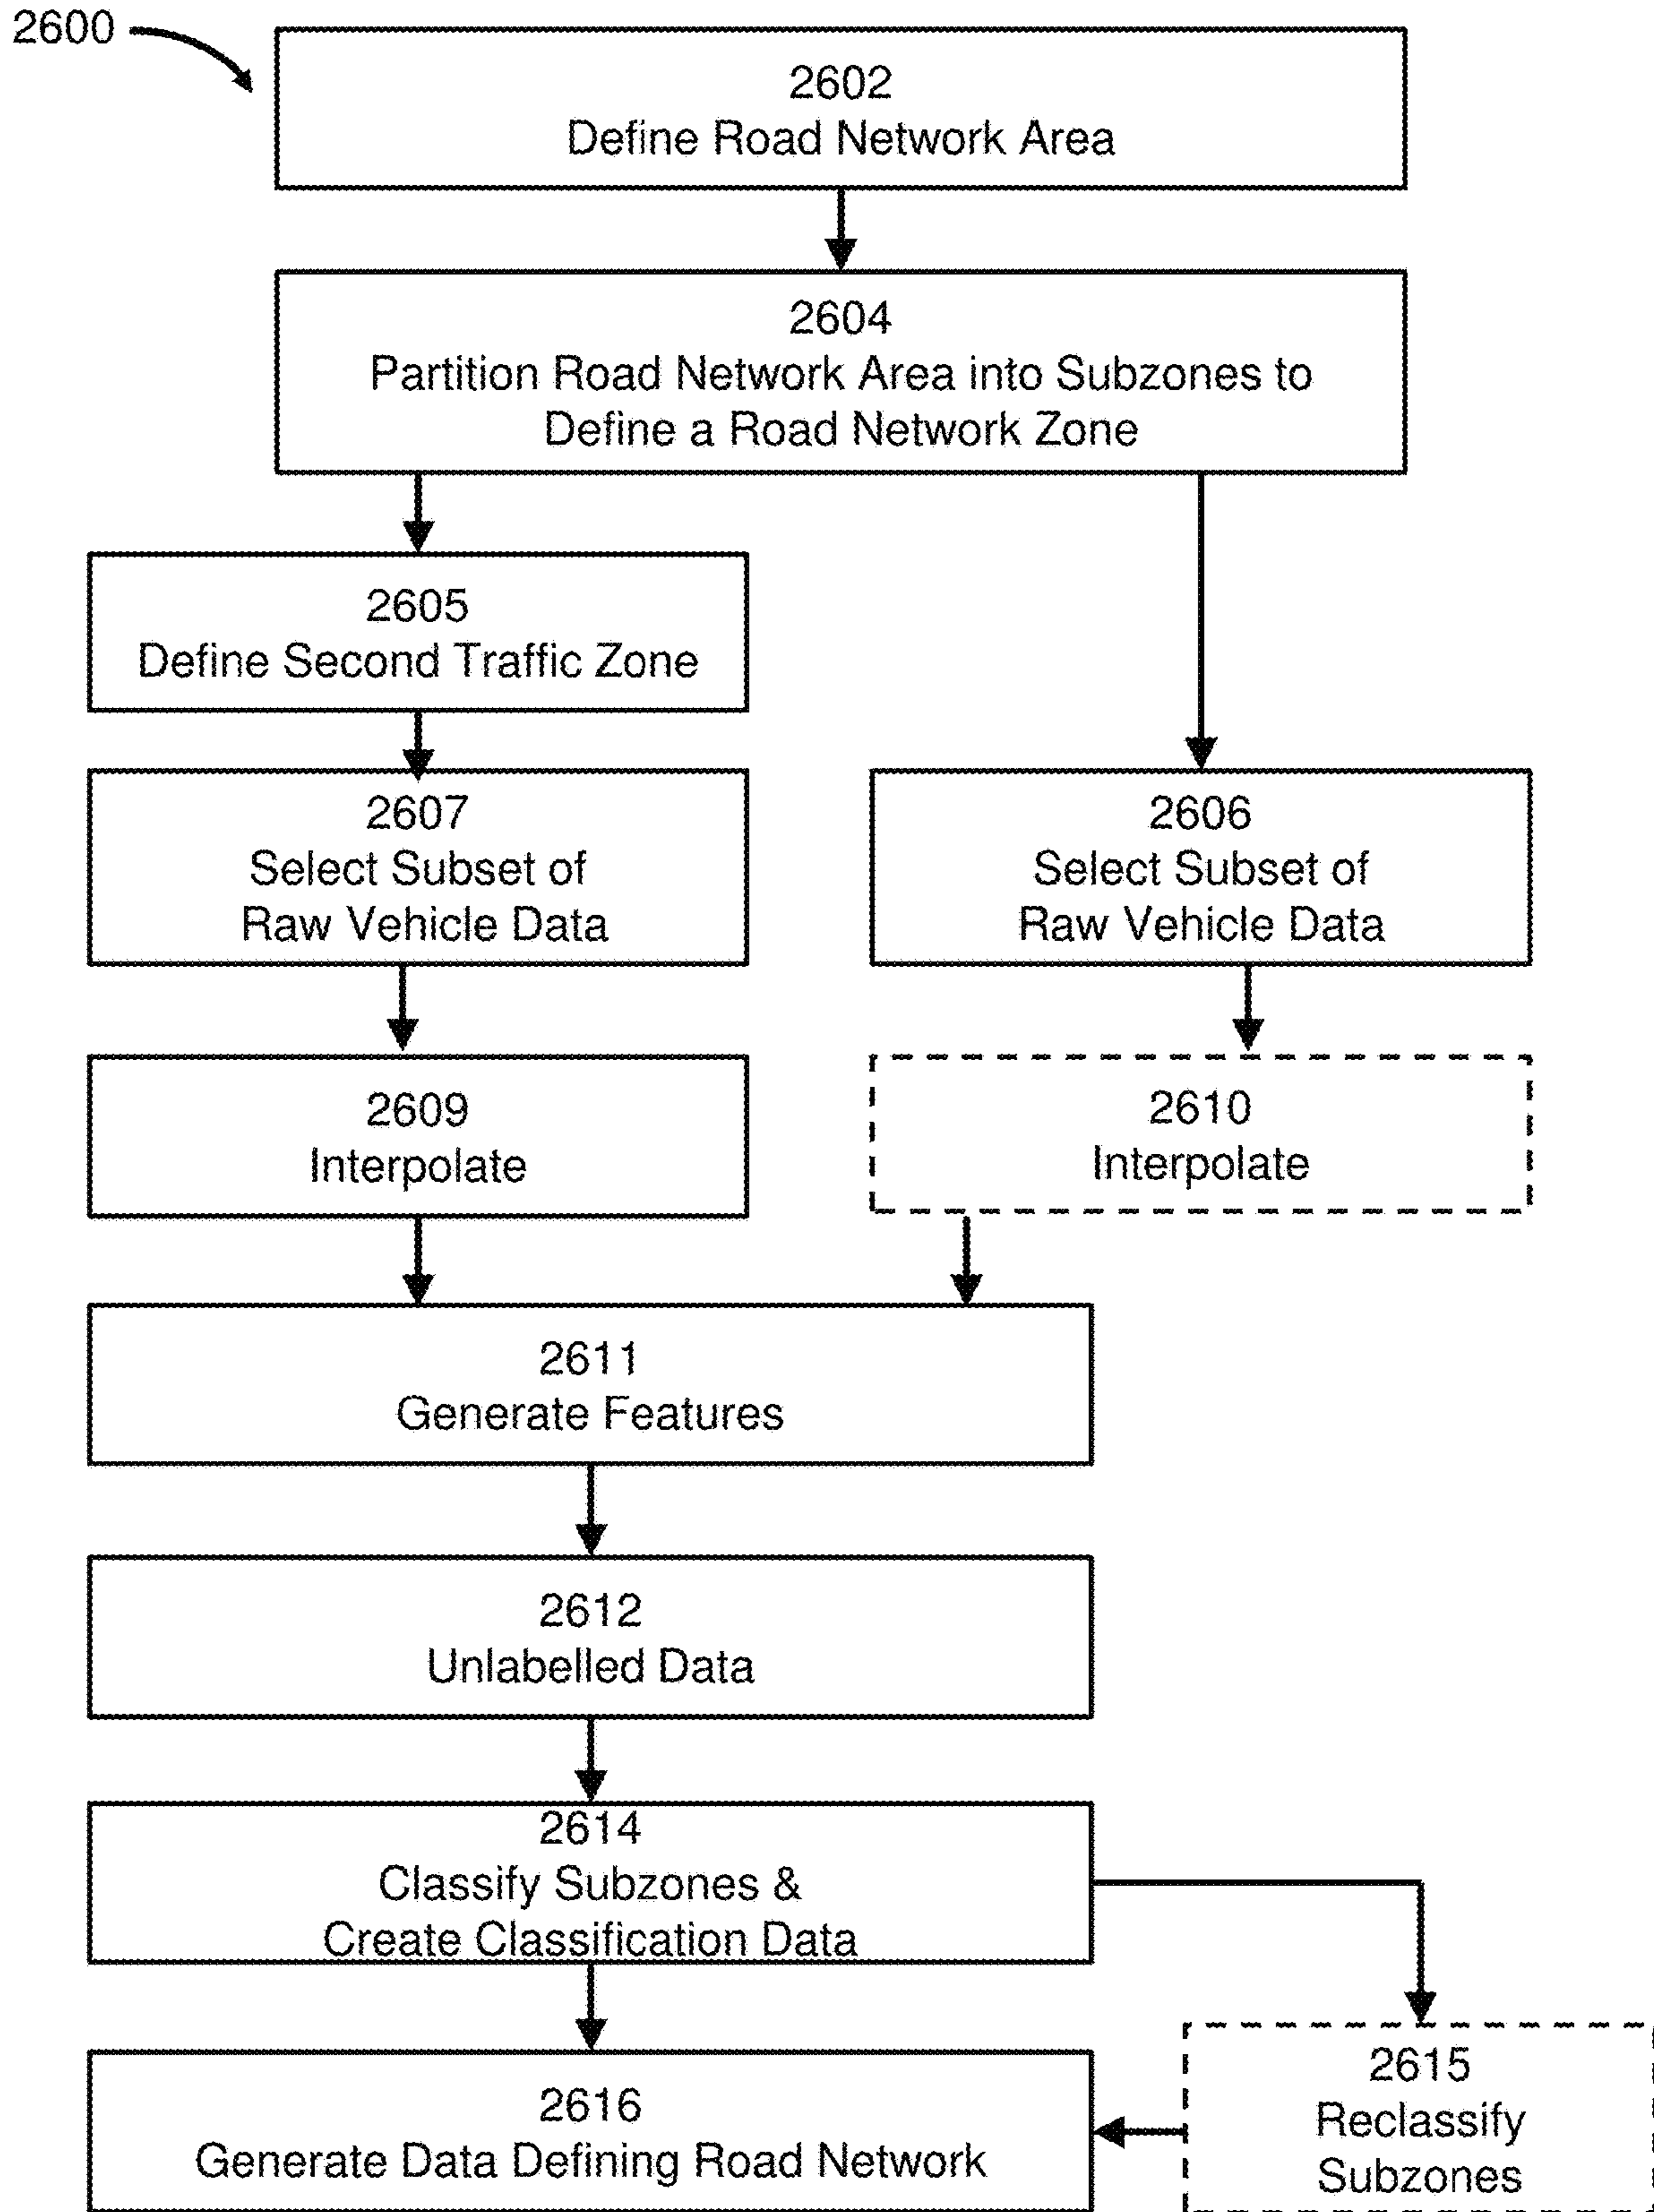 2600
2602
Define Road Network Area
2604
Partition Road Network Area into Subzones to
Define a Road Network Zone
2605
Define Second Traffic Zone
2607
Select Subset of
Raw Vehicle Data
2606
Select Subset of
Raw Vehicle Data
2609
Interpolate
2610
Interpolate
2611
Generate Features
2612
Unlabelled Data
2614
Classify Subzones &
Create Classification Data
2615
Reclassify
Subzones
2616
Generate Data Defining Road Network